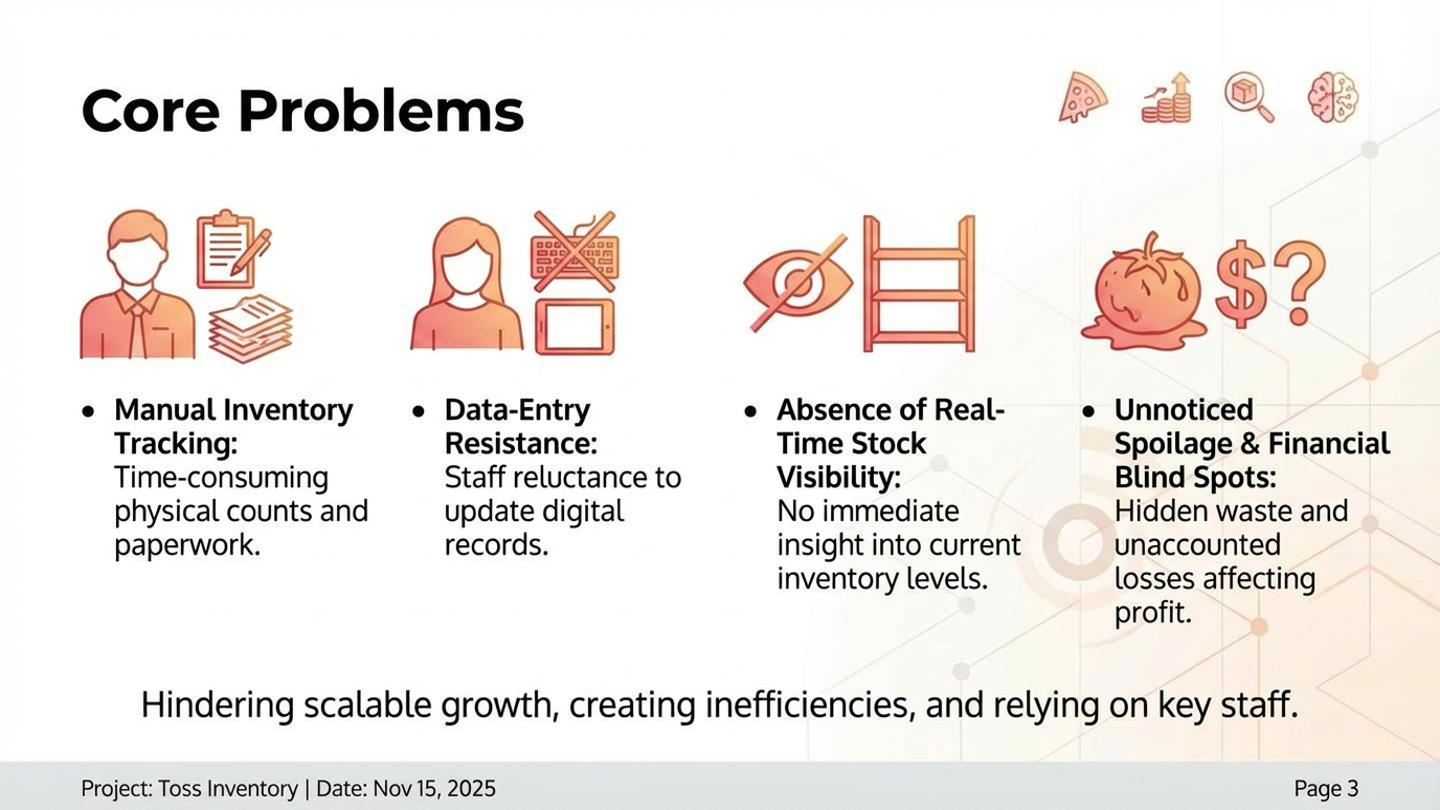 Core Problems
$?
• Manual Inventory
Tracking:
Time-consuming
physical counts and
paperwork.
• Data-Entry
Resistance:
Staff reluctance to
update digital
records.
• Absence of Real-
Time Stock
Visibility:
No immediate
insight into current
inventory levels.
• Unnoticed
Spoilage & Financial
Blind Spots:
Hidden waste and
unaccounted
losses affecting
profit.
Hindering scalable growth, creating inefficiencies, and relying on key staff.
Project: Toss Inventory | Date: Nov 15, 2025
Page 3